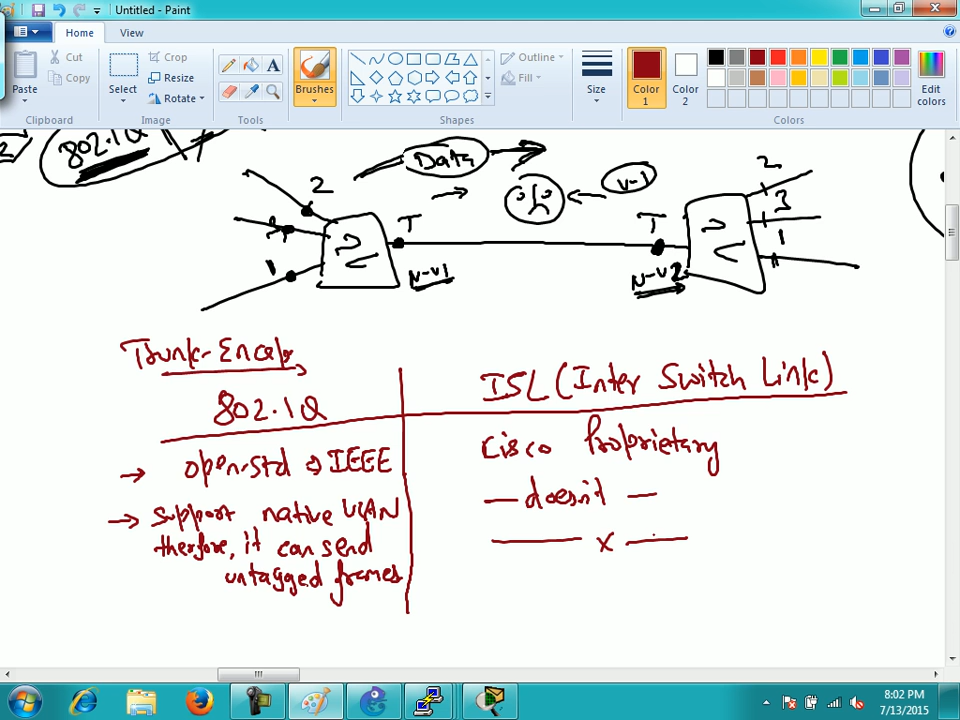 Untitled - Paint
Home View
Paste
Cut
Copy
Clipboard
Select
Crop
Resize
Rotate
Image
A
Tools
Brushes
Shapes
Outline
Fill
Size
Color 1
Color 2
Colors
Edit colors
802.1Q
Data
V-1
2
T
1
N-V1
T
N-V2
2
3
1
Trunk-Encap
802.1Q
ISL (Inter Switch Link)
→ open-std ⇒ IEEE
Cisco Proprietary
→ support native VLAN
— doesn't —
therefore, it can send
untagged frames
—— x ——
8:02 PM
7/13/2015